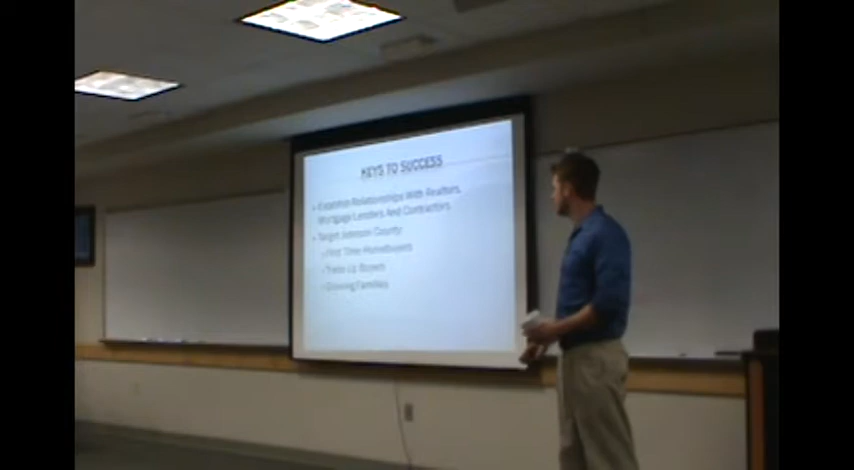 KEYS TO SUCCESS
Relationships With Realtors,
Mortgage Lenders And Contractors
Target Johnson County
First Time Homebuyers
Trade Up Buyers
Growing Families